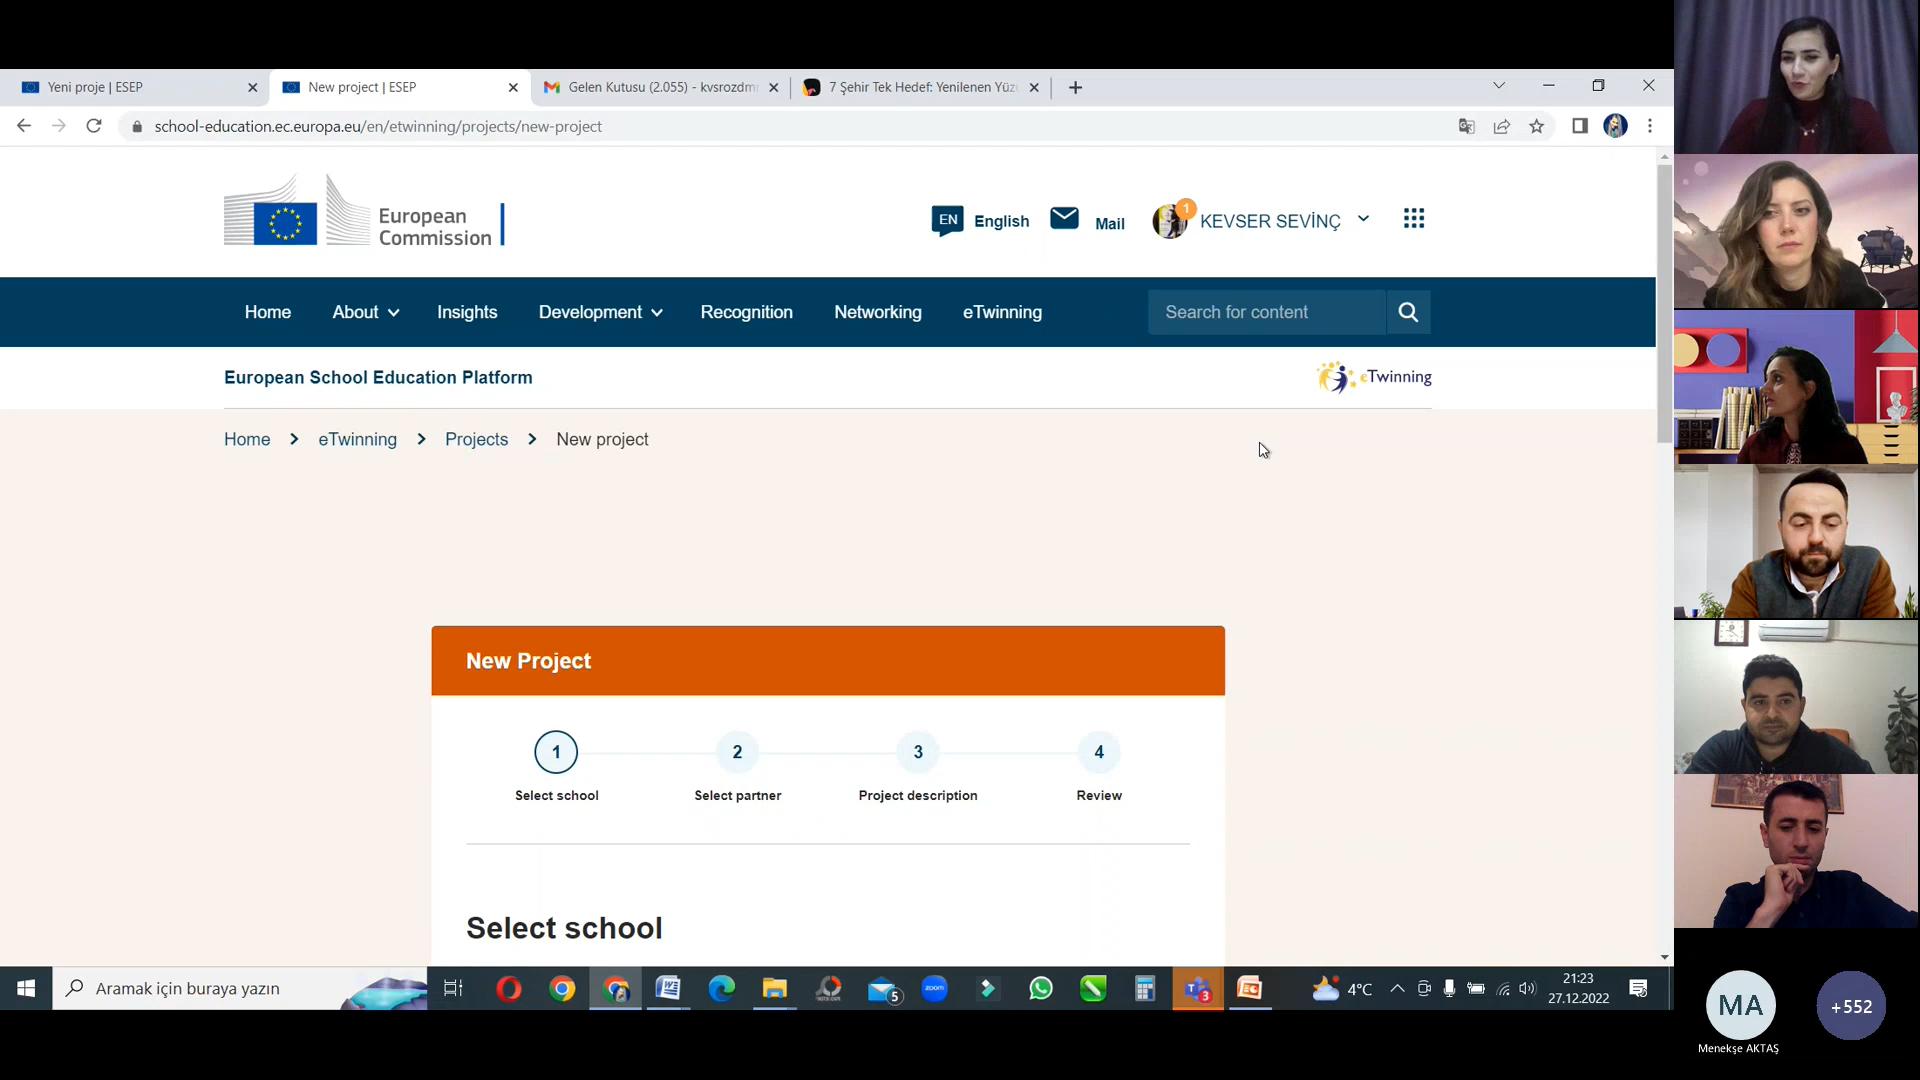 Yeni proje | ESEP
New project | ESEP
Gelen Kutusu (2.055) - kvsrozdm
7 Şehir Tek Hedef: Yenilenen Yüz
school-education.ec.europa.eu/en/etwinning/projects/new-project
European
Commission
EN English Mail 1 KEVSER SEVİNÇ
Home About Insights Development Recognition Networking eTwinning Search for content
European School Education Platform
eTwinning
Home > eTwinning > Projects > New project
New Project
1 2 3 4
Select school Select partner Project description Review
Select school
Aramak için buraya yazın
5
zoom
3
4°C
21:23
27.12.2022
MA
Menekşe AKTAŞ
+552